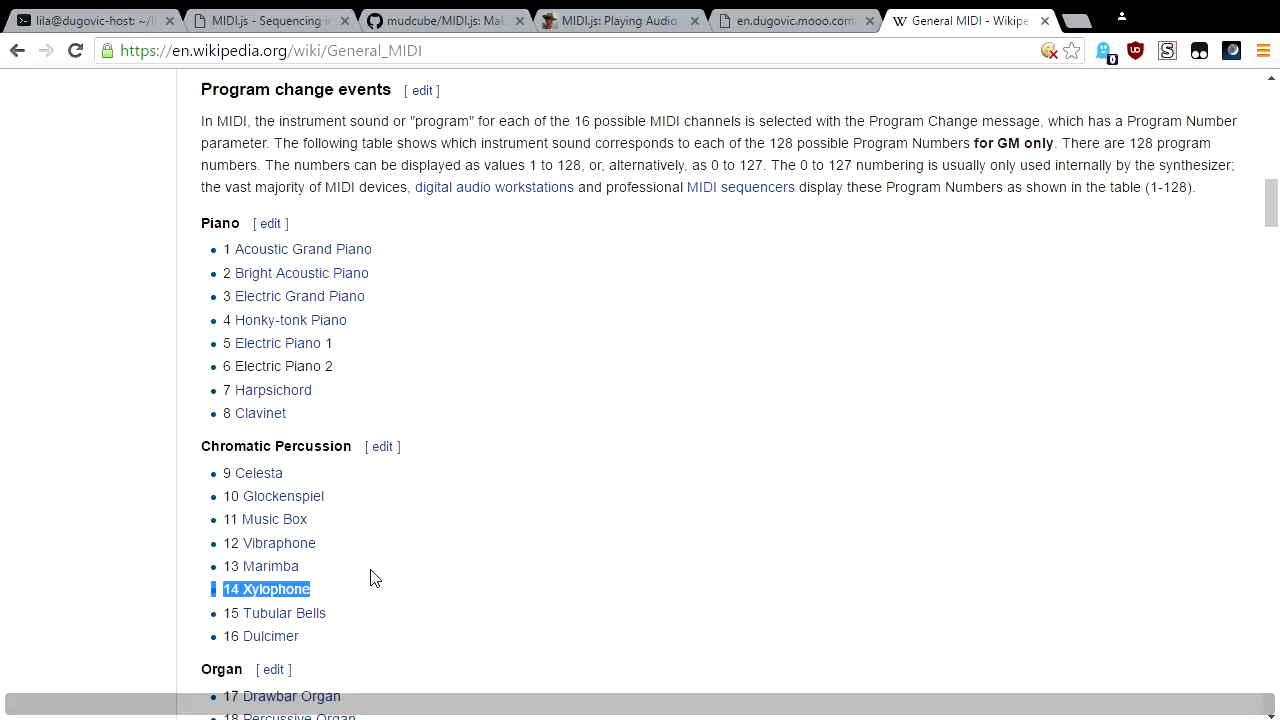 lila@dugovic-host: ~/li
MIDI.js - Sequencing in
mudcube/MIDI.js: Mak
MIDI.js: Playing Audio
en.dugovic.mooo.com
General MIDI - Wikipe
https://en.wikipedia.org/wiki/General_MIDI
0
Program change events [ edit ]
In MIDI, the instrument sound or "program" for each of the 16 possible MIDI channels is selected with the Program Change message, which has a Program Number
parameter. The following table shows which instrument sound corresponds to each of the 128 possible Program Numbers for GM only. There are 128 program
numbers. The numbers can be displayed as values 1 to 128, or, alternatively, as 0 to 127. The 0 to 127 numbering is usually only used internally by the synthesizer;
the vast majority of MIDI devices, digital audio workstations and professional MIDI sequencers display these Program Numbers as shown in the table (1-128).
Piano [ edit ]
• 1 Acoustic Grand Piano
• 2 Bright Acoustic Piano
• 3 Electric Grand Piano
• 4 Honky-tonk Piano
• 5 Electric Piano 1
• 6 Electric Piano 2
• 7 Harpsichord
• 8 Clavinet
Chromatic Percussion [ edit ]
• 9 Celesta
• 10 Glockenspiel
• 11 Music Box
• 12 Vibraphone
• 13 Marimba
• 14 Xylophone
• 15 Tubular Bells
• 16 Dulcimer
Organ [ edit ]
• 17 Drawbar Organ
• 18 Percussive Organ